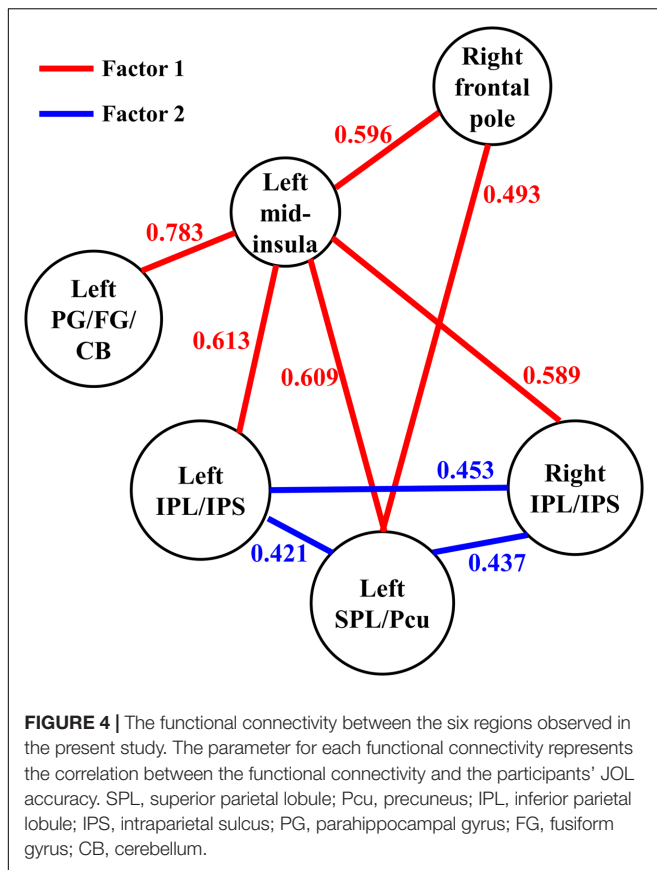 Factor 1
Factor 2
Right
frontal
pole
0.596
0.493
Left
mid-
insula
0.783
Left
PG/FG/
CB
0.613
0.609
0.589
Left
IPL/IPS
0.453
Right
IPL/IPS
0.421
0.437
Left
SPL/Pcu
FIGURE 4 | The functional connectivity between the six regions observed in
the present study. The parameter for each functional connectivity represents
the correlation between the functional connectivity and the participants’ JOL
accuracy. SPL, superior parietal lobule; Pcu, precuneus; IPL, inferior parietal
lobule; IPS, intraparietal sulcus; PG, parahippocampal gyrus; FG, fusiform
gyrus; CB, cerebellum.